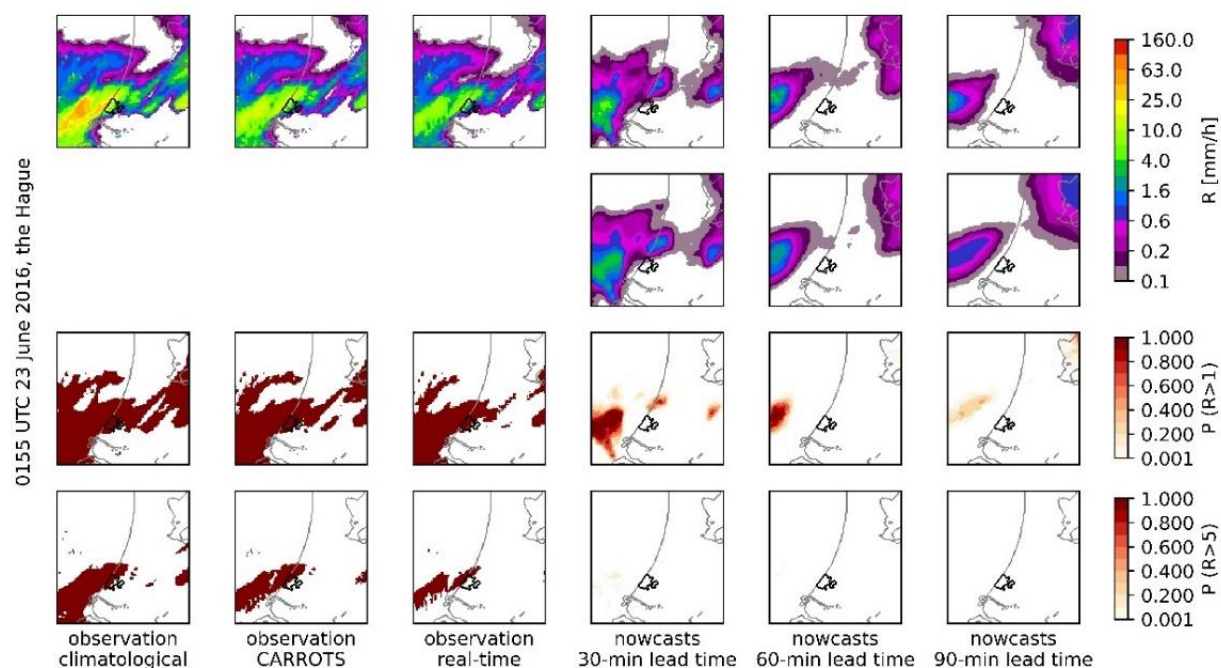 0155 UTC 23 June 2016, the Hague
160.0
63.0
25.0
10.0
4.0
1.6
0.6
0.2
0.1
R [mm/h]
1.000
0.800
0.600
0.400
0.200
0.001
P (R>1)
1.000
0.800
0.600
0.400
0.200
0.001
P (R>5)
observation
climatological
observation
CARROTS
observation
real-time
nowcasts
30-min lead time
nowcasts
60-min lead time
nowcasts
90-min lead time